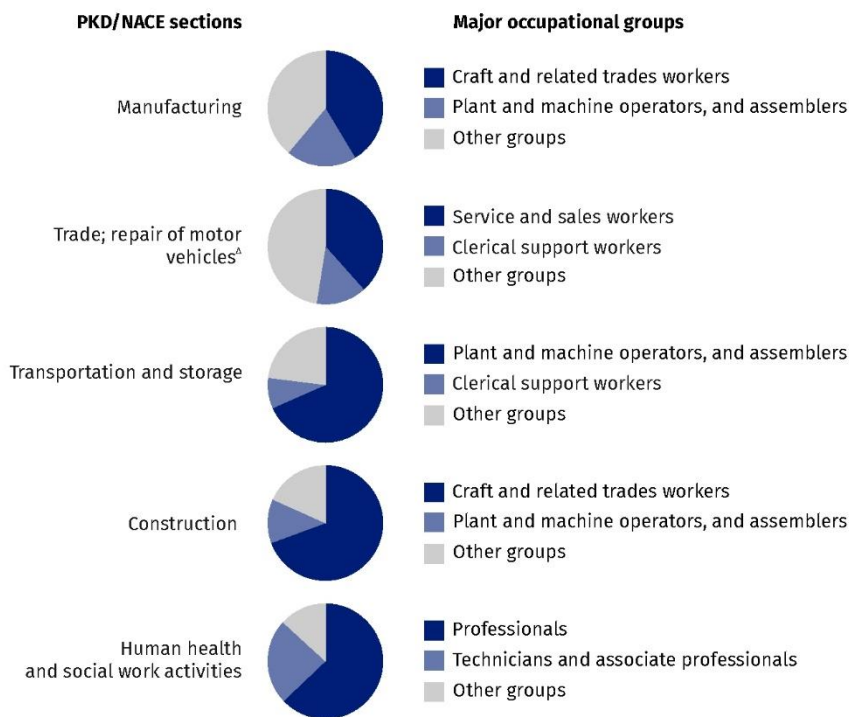 PKD/NACE sections
Major occupational groups
Manufacturing
Craft and related trades workers
Plant and machine operators, and assemblers
Other groups
Trade; repair of motor
vehiclesᐞ
Service and sales workers
Clerical support workers
Other groups
Transportation and storage
Plant and machine operators, and assemblers
Clerical support workers
Other groups
Construction
Craft and related trades workers
Plant and machine operators, and assemblers
Other groups
Human health
and social work activities
Professionals
Technicians and associate professionals
Other groups